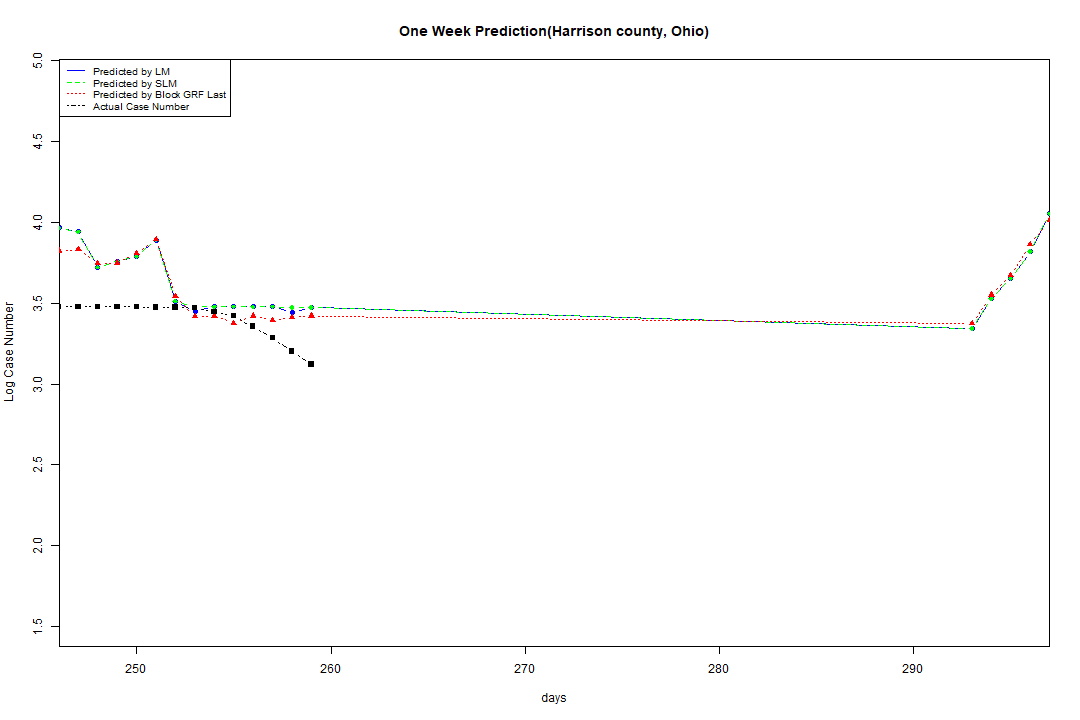 One Week Prediction(Harrison county, Ohio)
Predicted by LM
Predicted by SLM
Predicted by Block GRF Last
Actual Case Number
5.0
4.5
4.0
3.5
3.0
2.5
2.0
1.5
Log Case Number
250 260 270 280 290
days